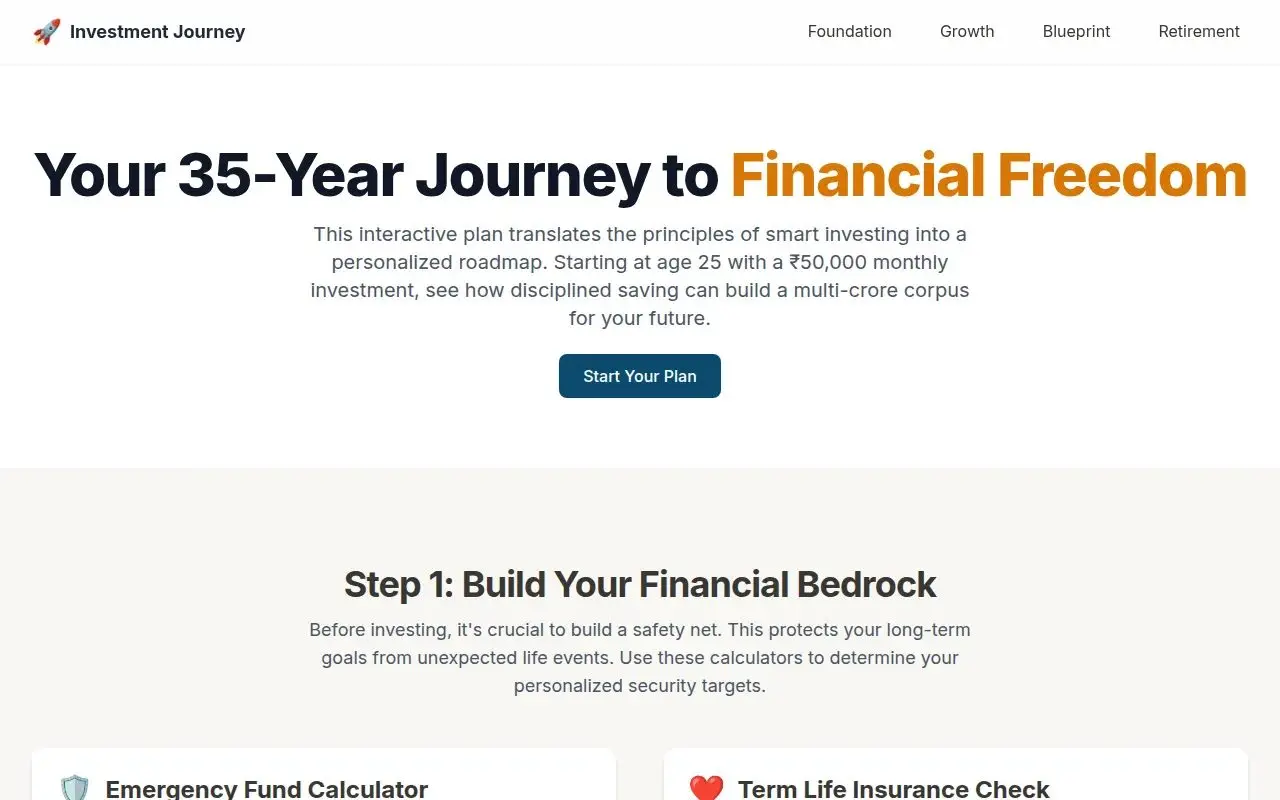 Investment Journey
Foundation
Growth
Blueprint
Retirement
Your 35-Year Journey to Financial Freedom
This interactive plan translates the principles of smart investing into a
personalized roadmap. Starting at age 25 with a ₹50,000 monthly
investment, see how disciplined saving can build a multi-crore corpus
for your future.
Start Your Plan
Step 1: Build Your Financial Bedrock
Before investing, it's crucial to build a safety net. This protects your long-term
goals from unexpected life events. Use these calculators to determine your
personalized security targets.
Emergency Fund Calculator
Term Life Insurance Check